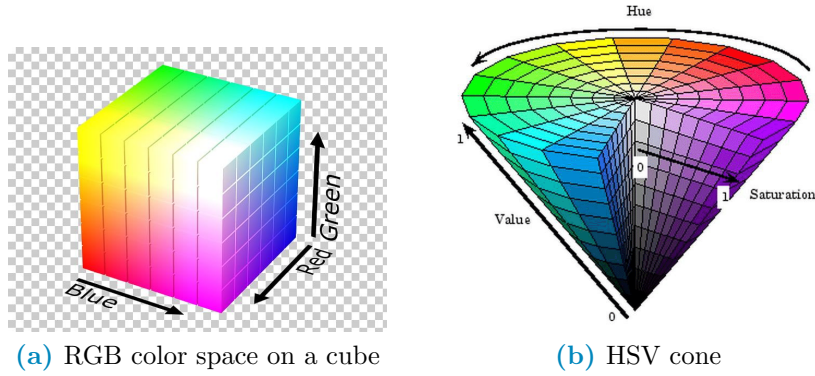 Green
Red
Blue
(a) RGB color space on a cube
Hue
1
0
Saturation
1
Value
0
(b) HSV cone